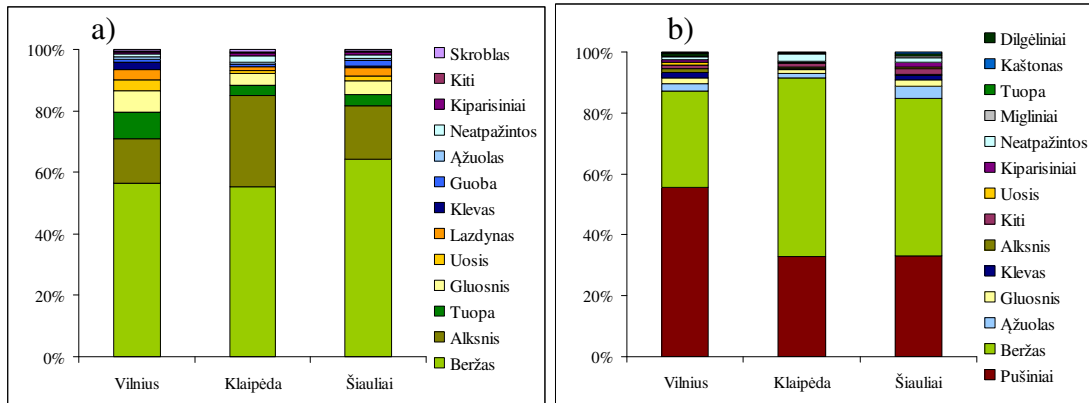 a)
100%
80%
60%
40%
20%
0%
Vilnius
Klaipėda
Šiauliai
Skroblas
Kiti
Kiparisiniai
Neatpažintos
Ąžuolas
Guoba
Klevas
Lazdynas
Uosis
Gluosnis
Tuopa
Alksnis
Beržas
b)
100%
80%
60%
40%
20%
0%
Vilnius
Klaipėda
Šiauliai
Dilgėliniai
Kaštonas
Tuopa
Migliniai
Neatpažintos
Kiparisiniai
Uosis
Kiti
Alksnis
Klevas
Gluosnis
Ąžuolas
Beržas
Pušiniai